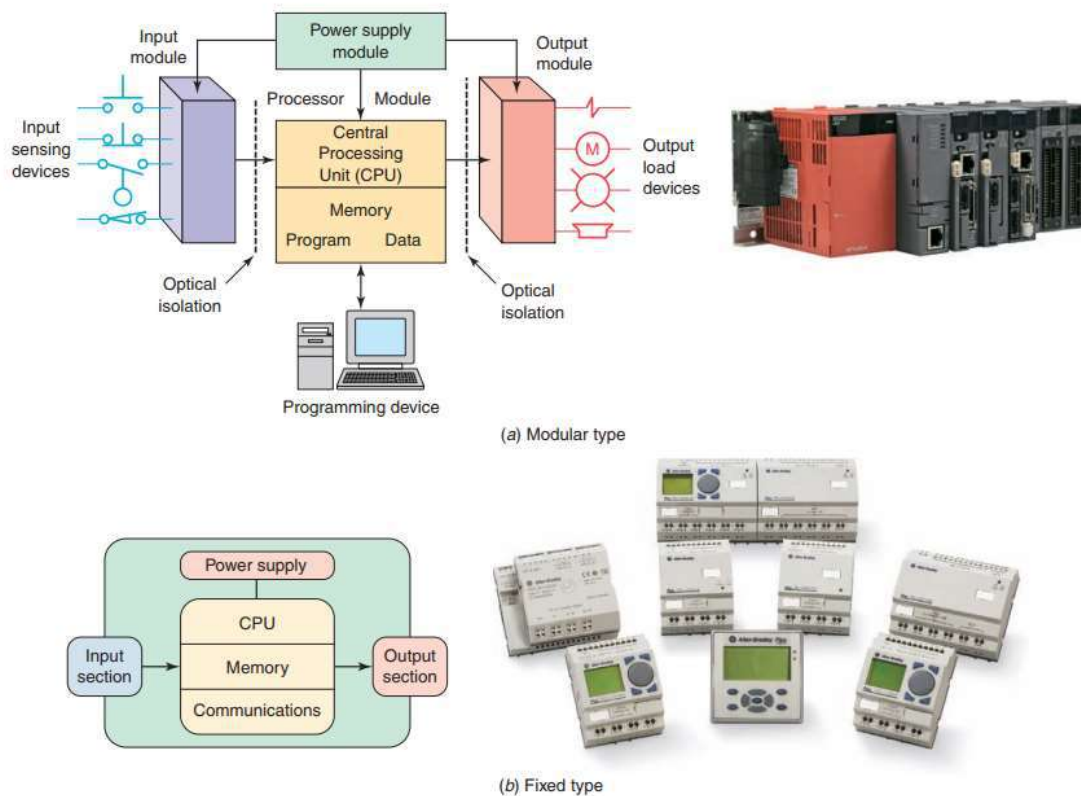 Power supply
module
Input
module
Output
module
Processor Module
Input
sensing
devices
Central
Processing
Unit (CPU)
M
Output
load
devices
Memory
Program Data
Optical
isolation
Optical
isolation
Programming device
(a) Modular type
Power supply
CPU
Input
section
Memory
Output
section
Communications
Allen-Bradley
(b) Fixed type